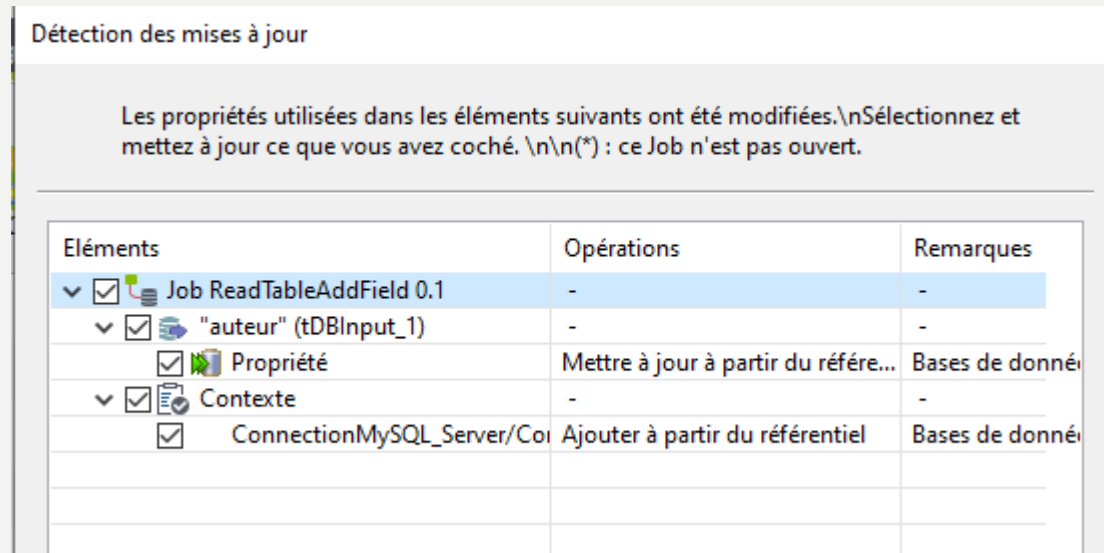 Détection des mises à jour
Les propriétés utilisées dans les éléments suivants ont été modifiées.\nSélectionnez et
mettez à jour ce que vous avez coché. \n\n(*) : ce Job n'est pas ouvert.
Eléments Opérations Remarques
Job ReadTableAddField 0.1 - -
"auteur" (tDBInput_1) - -
Propriété Mettre à jour à partir du référe... Bases de donné
Contexte - -
ConnectionMySQL_Server/Co Ajouter à partir du référentiel Bases de donné